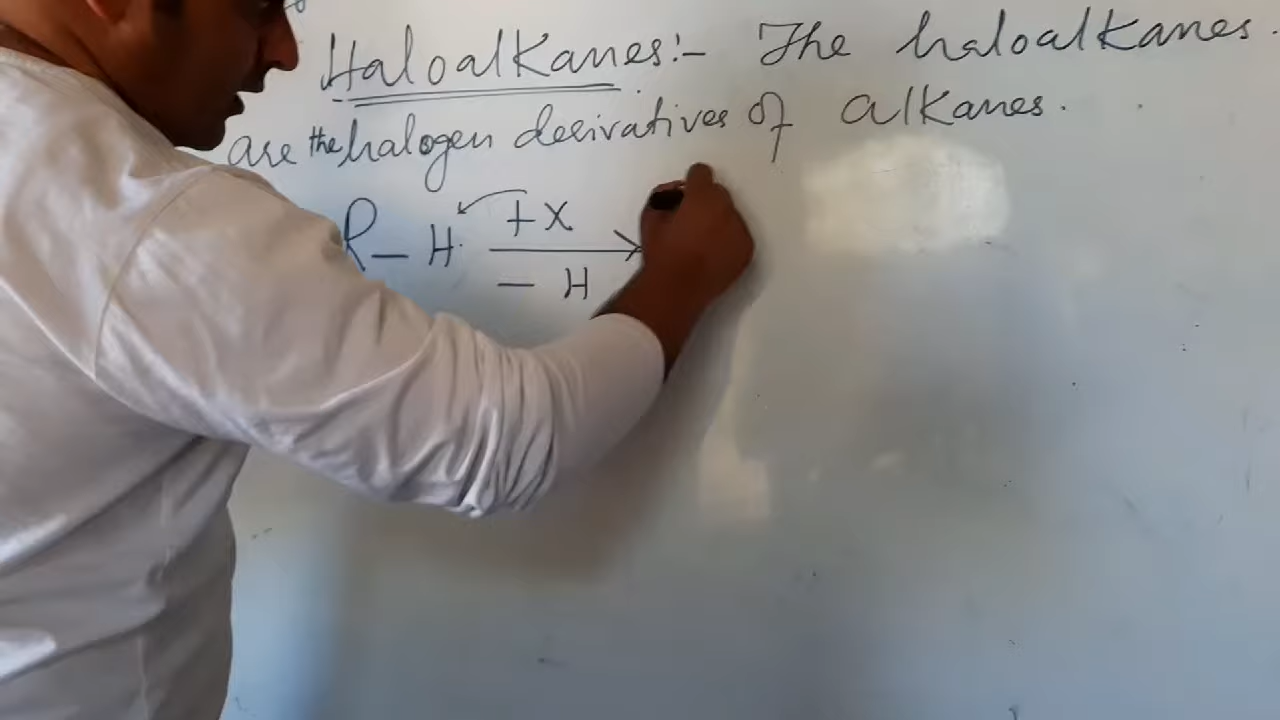 Haloalkanes:- The haloalkanes.
are the halogen derivatives of alkanes.
R - H + X
- H